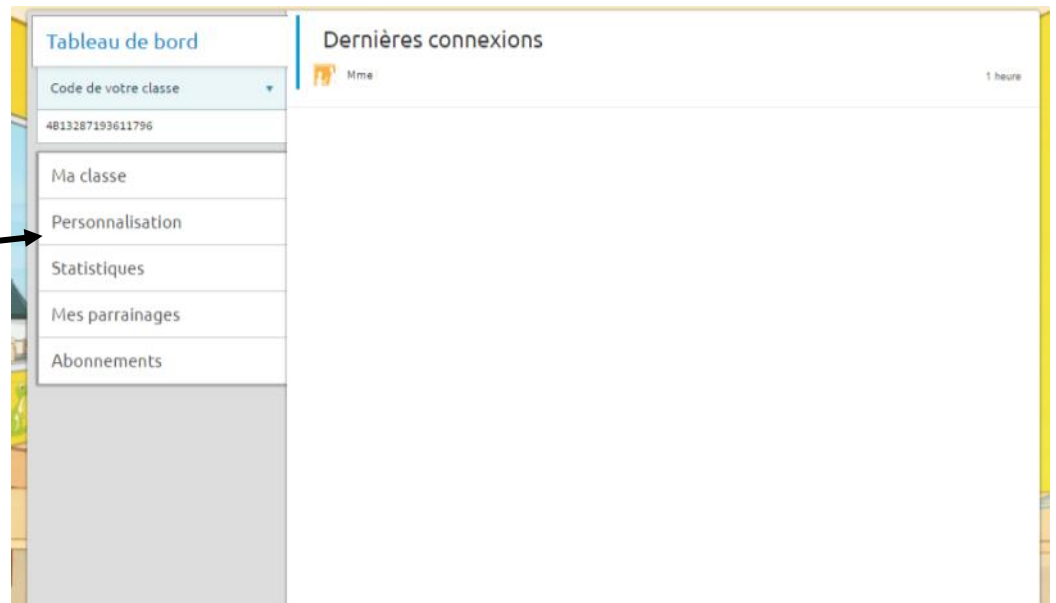 Tableau de bord
Code de votre classe
4B13287193611796
Ma classe
Personnalisation
Statistiques
Mes parrainages
Abonnements
Dernières connexions
Mme
1 heure